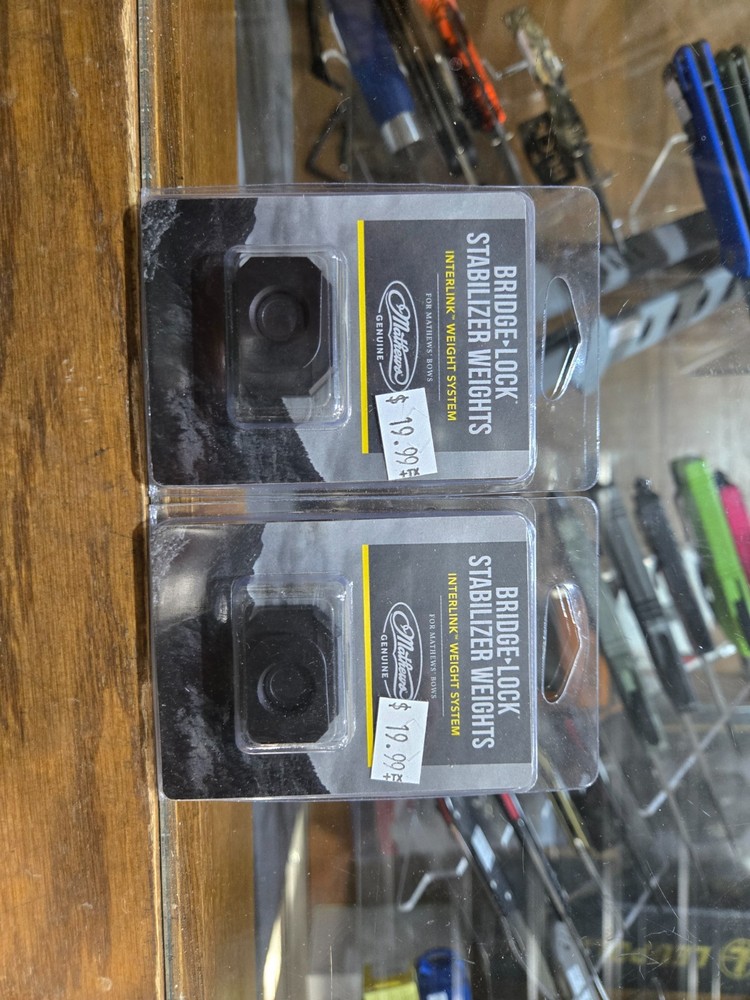 BRIDGE▸LOCK
STABILIZER WEIGHTS
INTERLINK™ WEIGHT SYSTEM
FOR MATHEWS® BOWS
Mathews
GENUINE
$ 19.99
+TX
BRIDGE▸LOCK
STABILIZER WEIGHTS
INTERLINK™ WEIGHT SYSTEM
FOR MATHEWS® BOWS
Mathews
GENUINE
$ 19.99
+TX